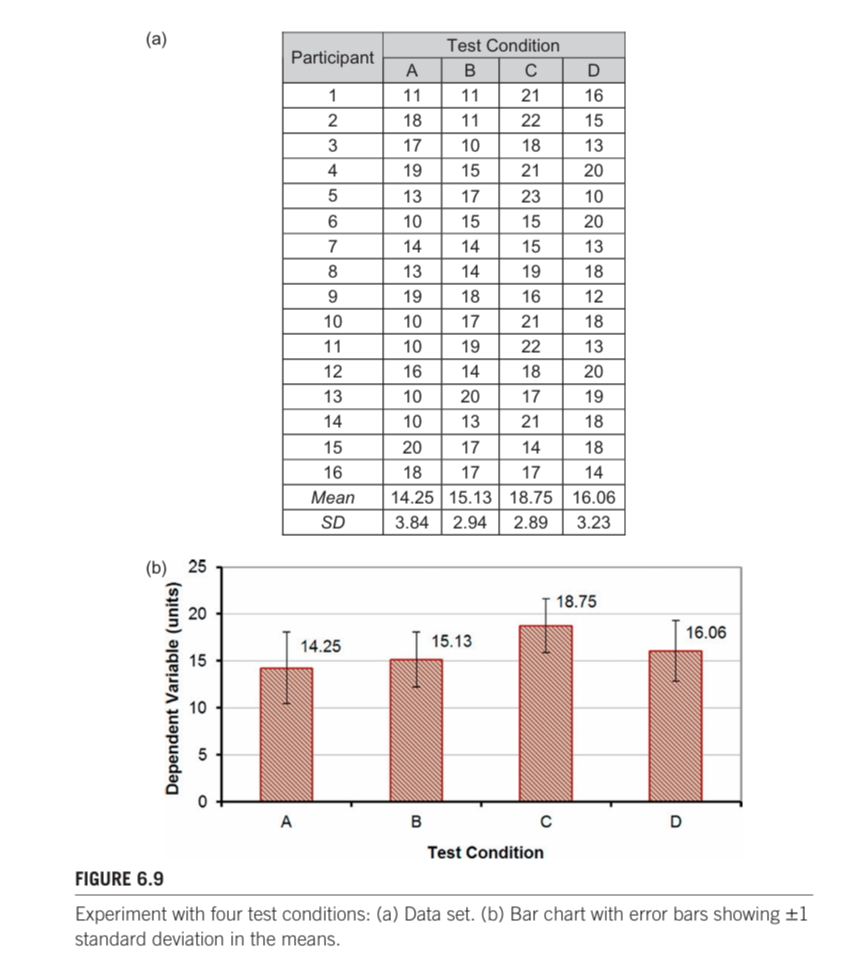 (a)
Participant Test Condition
A B C D
1 11 11 21 16
2 18 11 22 15
3 17 10 18 13
4 19 15 21 20
5 13 17 23 10
6 10 15 15 20
7 14 14 15 13
8 13 14 19 18
9 19 18 16 12
10 10 17 21 18
11 10 19 22 13
12 16 14 18 20
13 10 20 17 19
14 10 13 21 18
15 20 17 14 18
16 18 17 17 14
Mean 14.25 15.13 18.75 16.06
SD 3.84 2.94 2.89 3.23
(b)
Dependent Variable (units)
25
20
15
10
5
0
14.25
15.13
18.75
16.06
A B C D
Test Condition
FIGURE 6.9
Experiment with four test conditions: (a) Data set. (b) Bar chart with error bars showing ±1
standard deviation in the means.